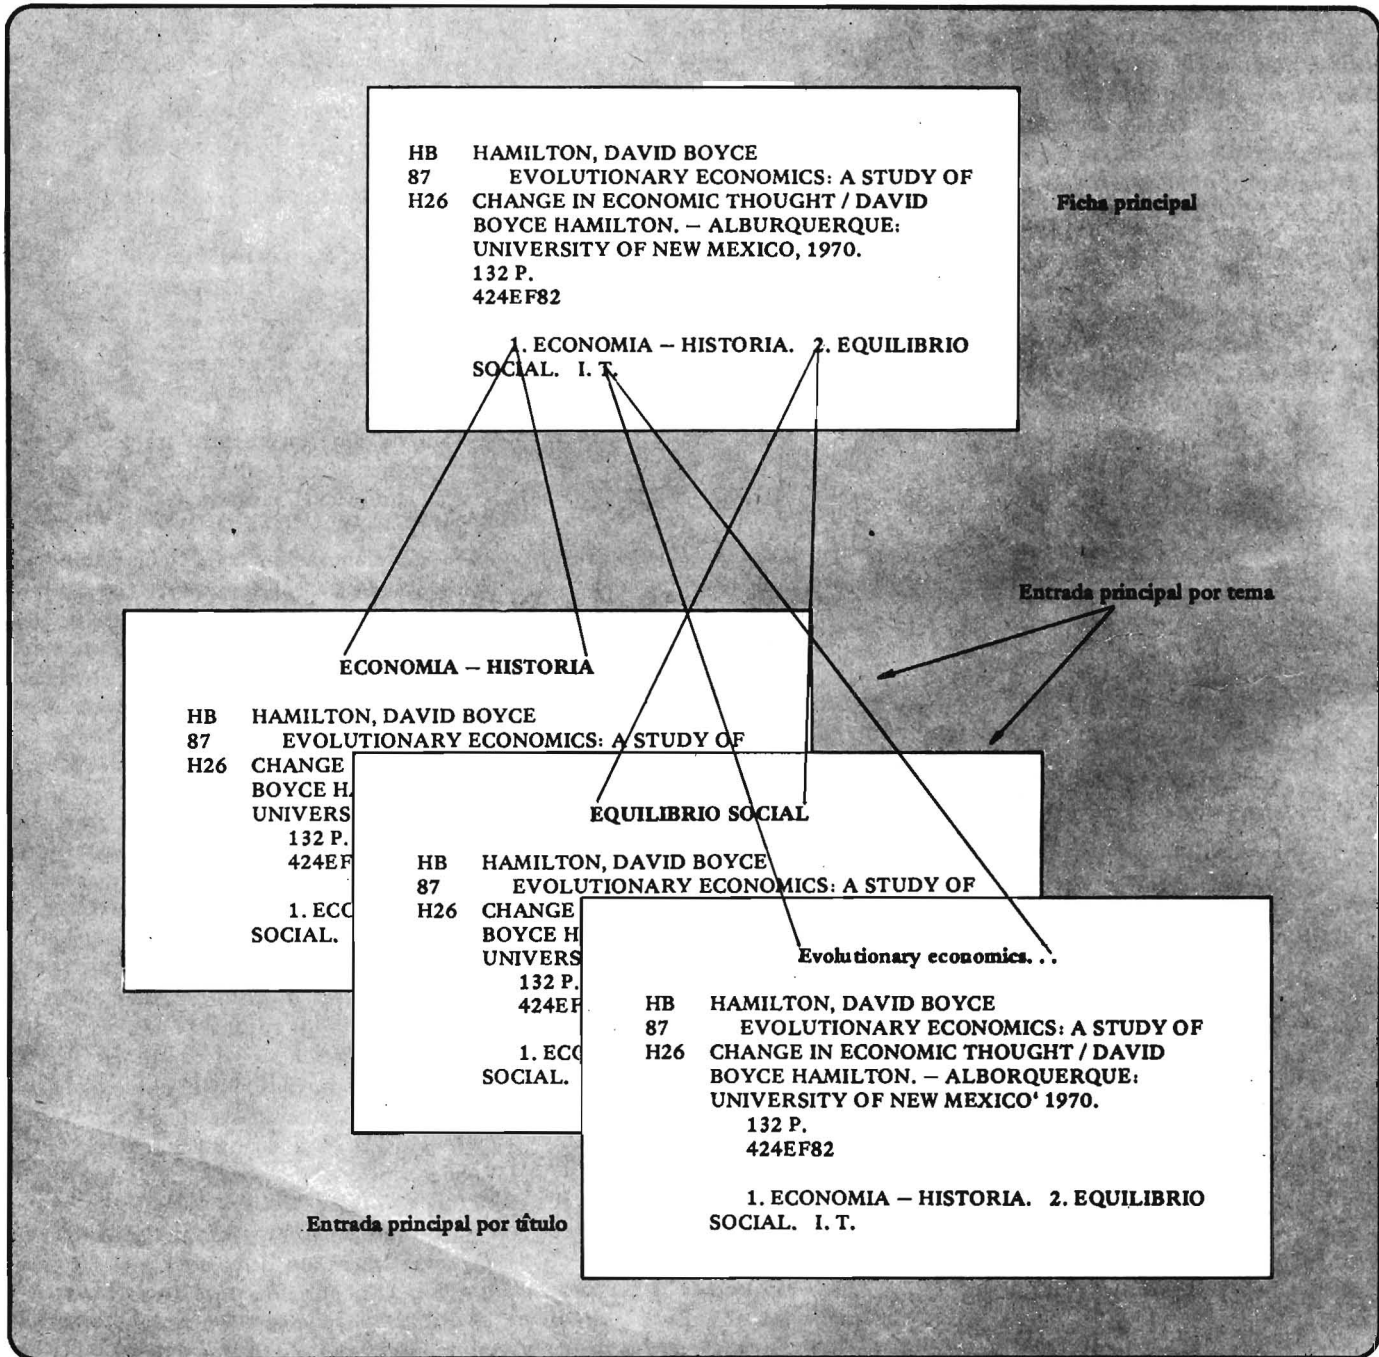 HB HAMILTON, DAVID BOYCE
87 EVOLUTIONARY ECONOMICS: A STUDY OF
H26 CHANGE IN ECONOMIC THOUGHT / DAVID
BOYCE HAMILTON. — ALBURQUERQUE:
UNIVERSITY OF NEW MEXICO, 1970.
132 P.
424EF82
1. ECONOMIA — HISTORIA. 2. EQUILIBRIO
SOCIAL. I. T.
Ficha principal
Entrada principal por tema
ECONOMIA — HISTORIA
HB HAMILTON, DAVID BOYCE
87 EVOLUTIONARY ECONOMICS: A STUDY OF
H26 CHANGE
BOYCE H
UNIVERS
132 P.
424EF
1. ECC
SOCIAL.
EQUILIBRIO SOCIAL
HB HAMILTON, DAVID BOYCE
87 EVOLUTIONARY ECONOMICS: A STUDY OF
H26 CHANGE
BOYCE H
UNIVERS
132 P.
424EF
1. ECC
SOCIAL.
Evolutionary economics...
HB HAMILTON, DAVID BOYCE
87 EVOLUTIONARY ECONOMICS: A STUDY OF
H26 CHANGE IN ECONOMIC THOUGHT / DAVID
BOYCE HAMILTON. — ALBORQUERQUE:
UNIVERSITY OF NEW MEXICO‘ 1970.
132 P.
424EF82
1. ECONOMIA — HISTORIA. 2. EQUILIBRIO
SOCIAL. I. T.
Entrada principal por título